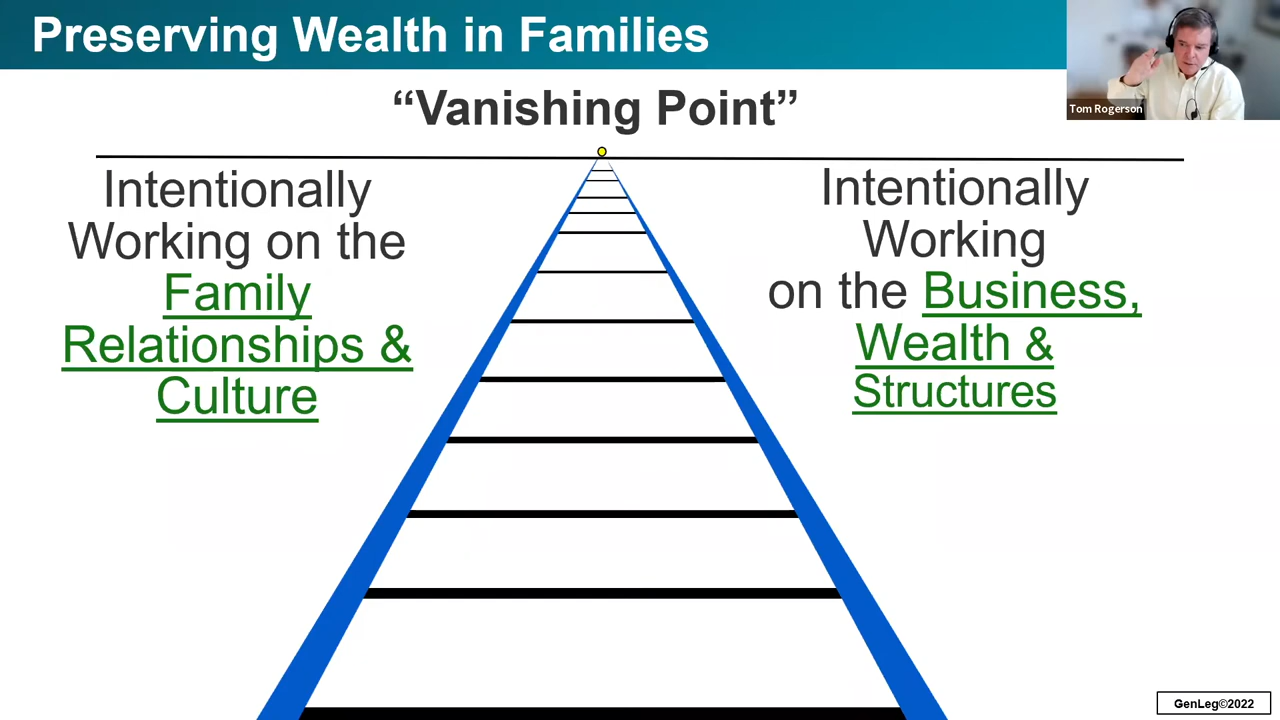 Preserving Wealth in Families
Tom Rogerson
“Vanishing Point”
Intentionally
Working on the
Family
Relationships &
Culture
Intentionally
Working
on the Business,
Wealth &
Structures
GenLeg©2022